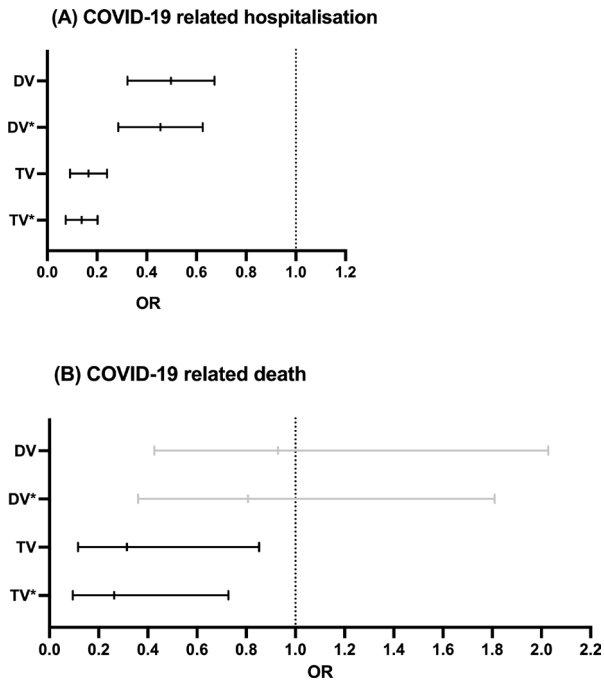 (A) COVID-19 related hospitalisation
DV
DV*
TV
TV*
0.0 0.2 0.4 0.6 0.8 1.0 1.2
OR
(B) COVID-19 related death
DV
DV*
TV
TV*
0.0 0.2 0.4 0.6 0.8 1.0 1.2 1.4 1.6 1.8 2.0 2.2
OR